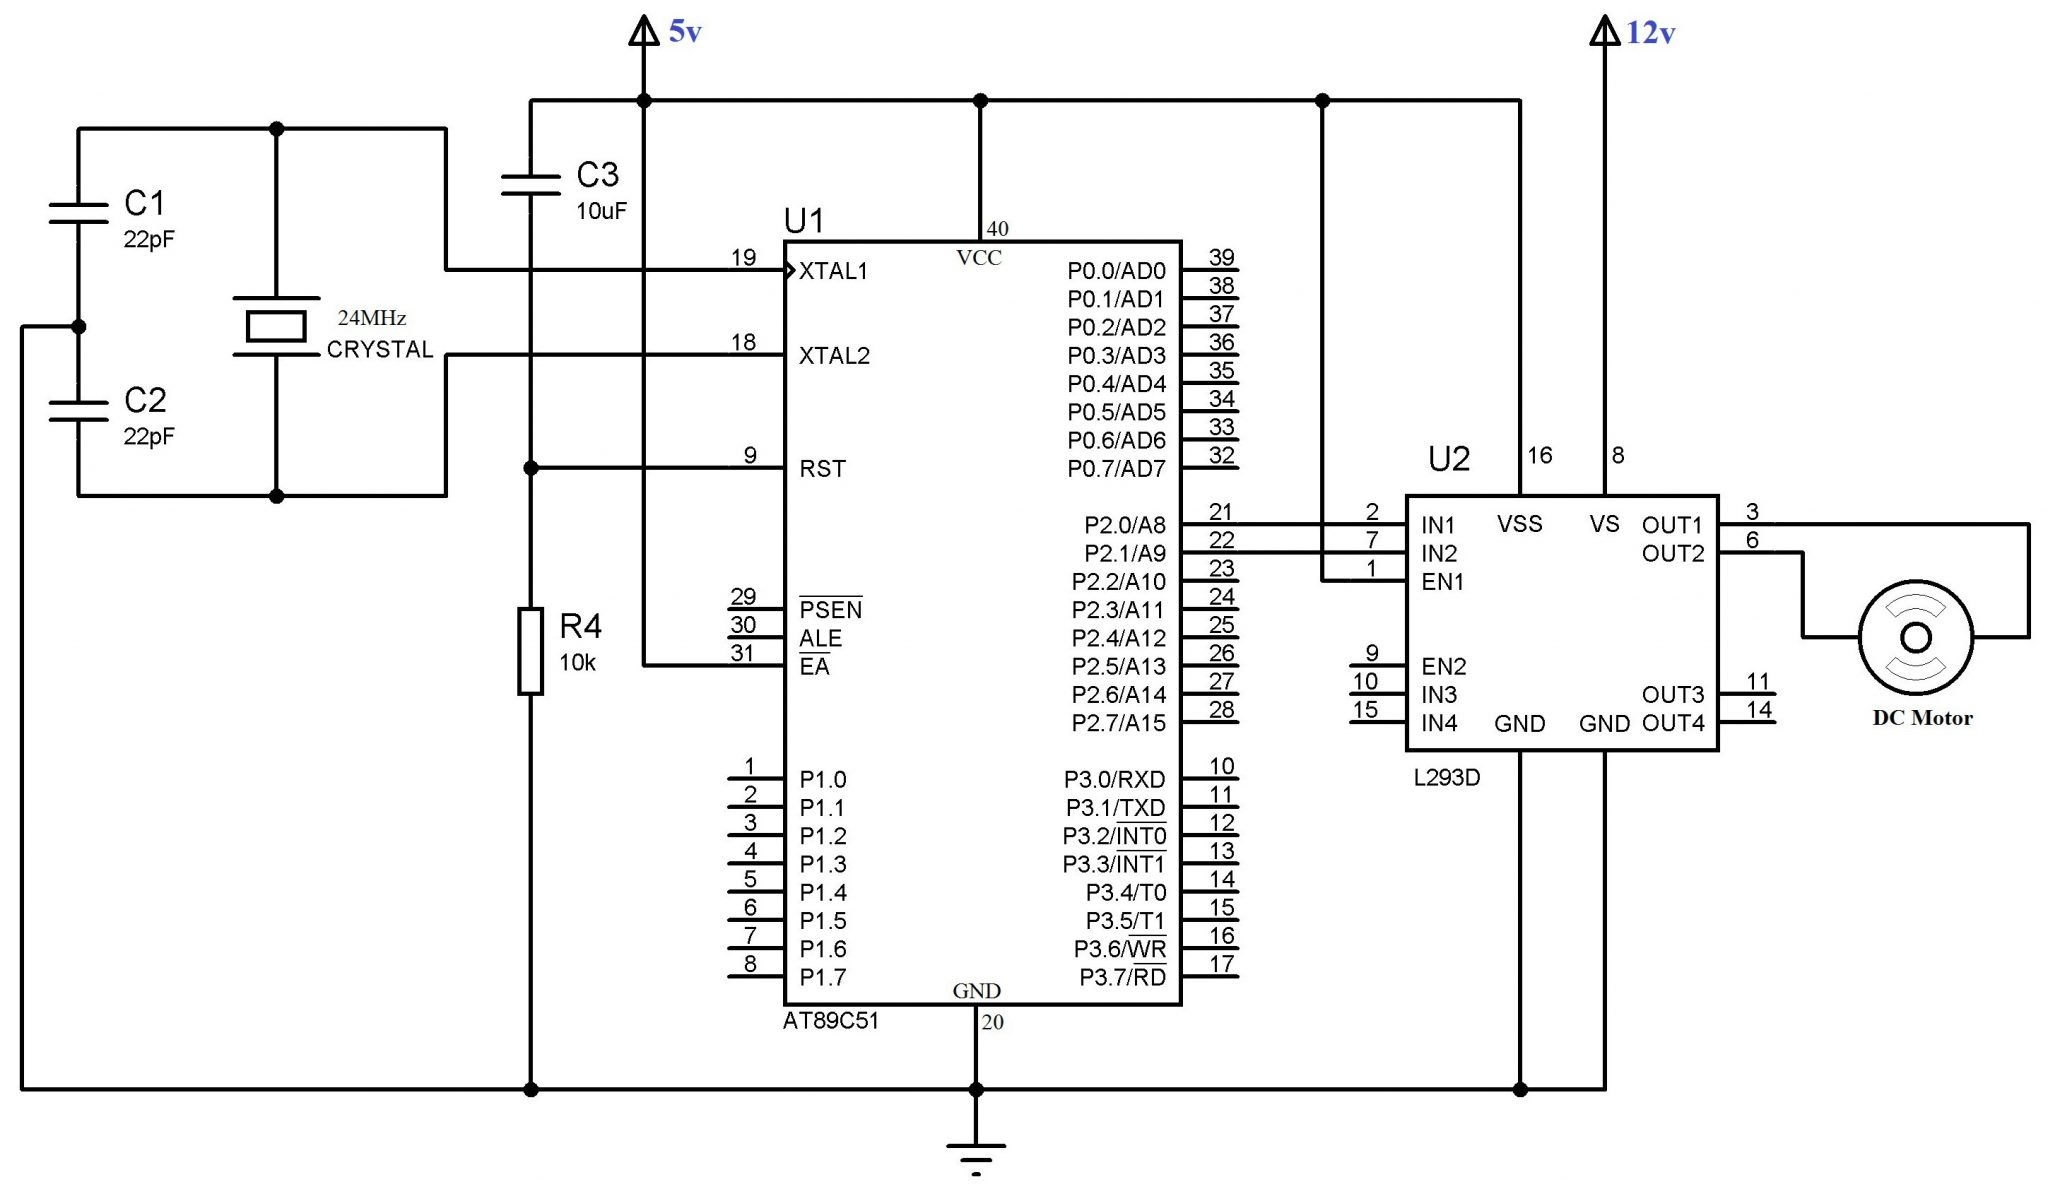 5v
12v
C1
22pF
C2
22pF
24MHz
CRYSTAL
C3
10uF
R4
10k
U1
40
VCC
19 XTAL1
18 XTAL2
9 RST
29 PSEN
30 ALE
31 EA
1 P1.0
2 P1.1
3 P1.2
4 P1.3
5 P1.4
6 P1.5
7 P1.6
8 P1.7
P0.0/AD0 39
P0.1/AD1 38
P0.2/AD2 37
P0.3/AD3 36
P0.4/AD4 35
P0.5/AD5 34
P0.6/AD6 33
P0.7/AD7 32
P2.0/A8 21
P2.1/A9 22
P2.2/A10 23
P2.3/A11 24
P2.4/A12 25
P2.5/A13 26
P2.6/A14 27
P2.7/A15 28
P3.0/RXD 10
P3.1/TXD 11
P3.2/INT0 12
P3.3/INT1 13
P3.4/T0 14
P3.5/T1 15
P3.6/WR 16
P3.7/RD 17
GND
20
AT89C51
U2
16
8
2 IN1
7 IN2
1 EN1
9 EN2
10 IN3
15 IN4
VSS
VS
OUT1 3
OUT2 6
OUT3 11
OUT4 14
GND
GND
L293D
DC Motor